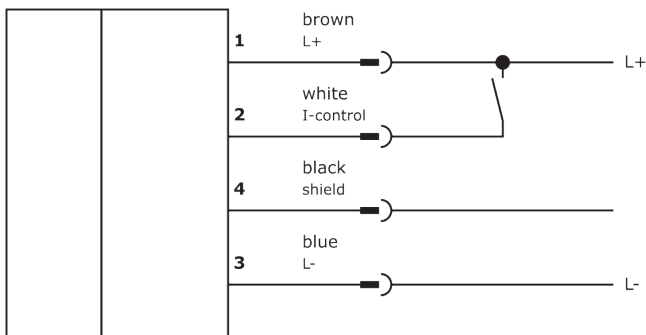 brown
1 L+
L+
white
2 I-control
black
4 shield
blue
3 L-
L-